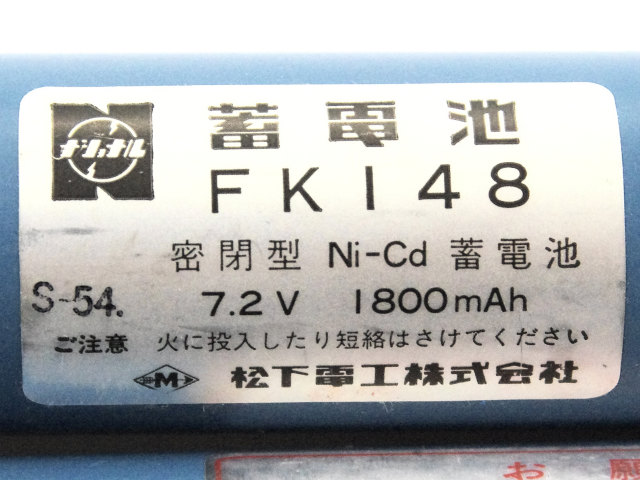 ナショナル
蓄電池
FK148
密閉型 Ni-Cd 蓄電池
S-54. 7.2V 1800mAh
ご注意 火に投入したり短絡はさけてください
M 松下電工株式会社
お願